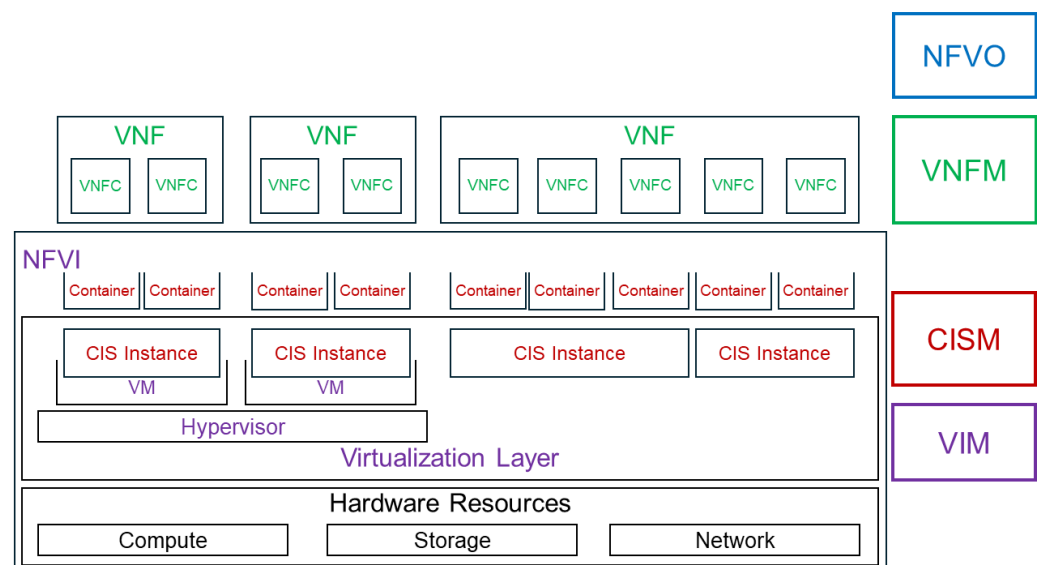 NFVO
VNF VNF VNF
VNFM
VNFC VNFC VNFC VNFC VNFC VNFC VNFC VNFC VNFC
NFVI
Container Container Container Container Container Container Container Container Container
CISM
CIS Instance CIS Instance CIS Instance CIS Instance
VM VM
Hypervisor
VIM
Virtualization Layer
Hardware Resources
Compute Storage Network